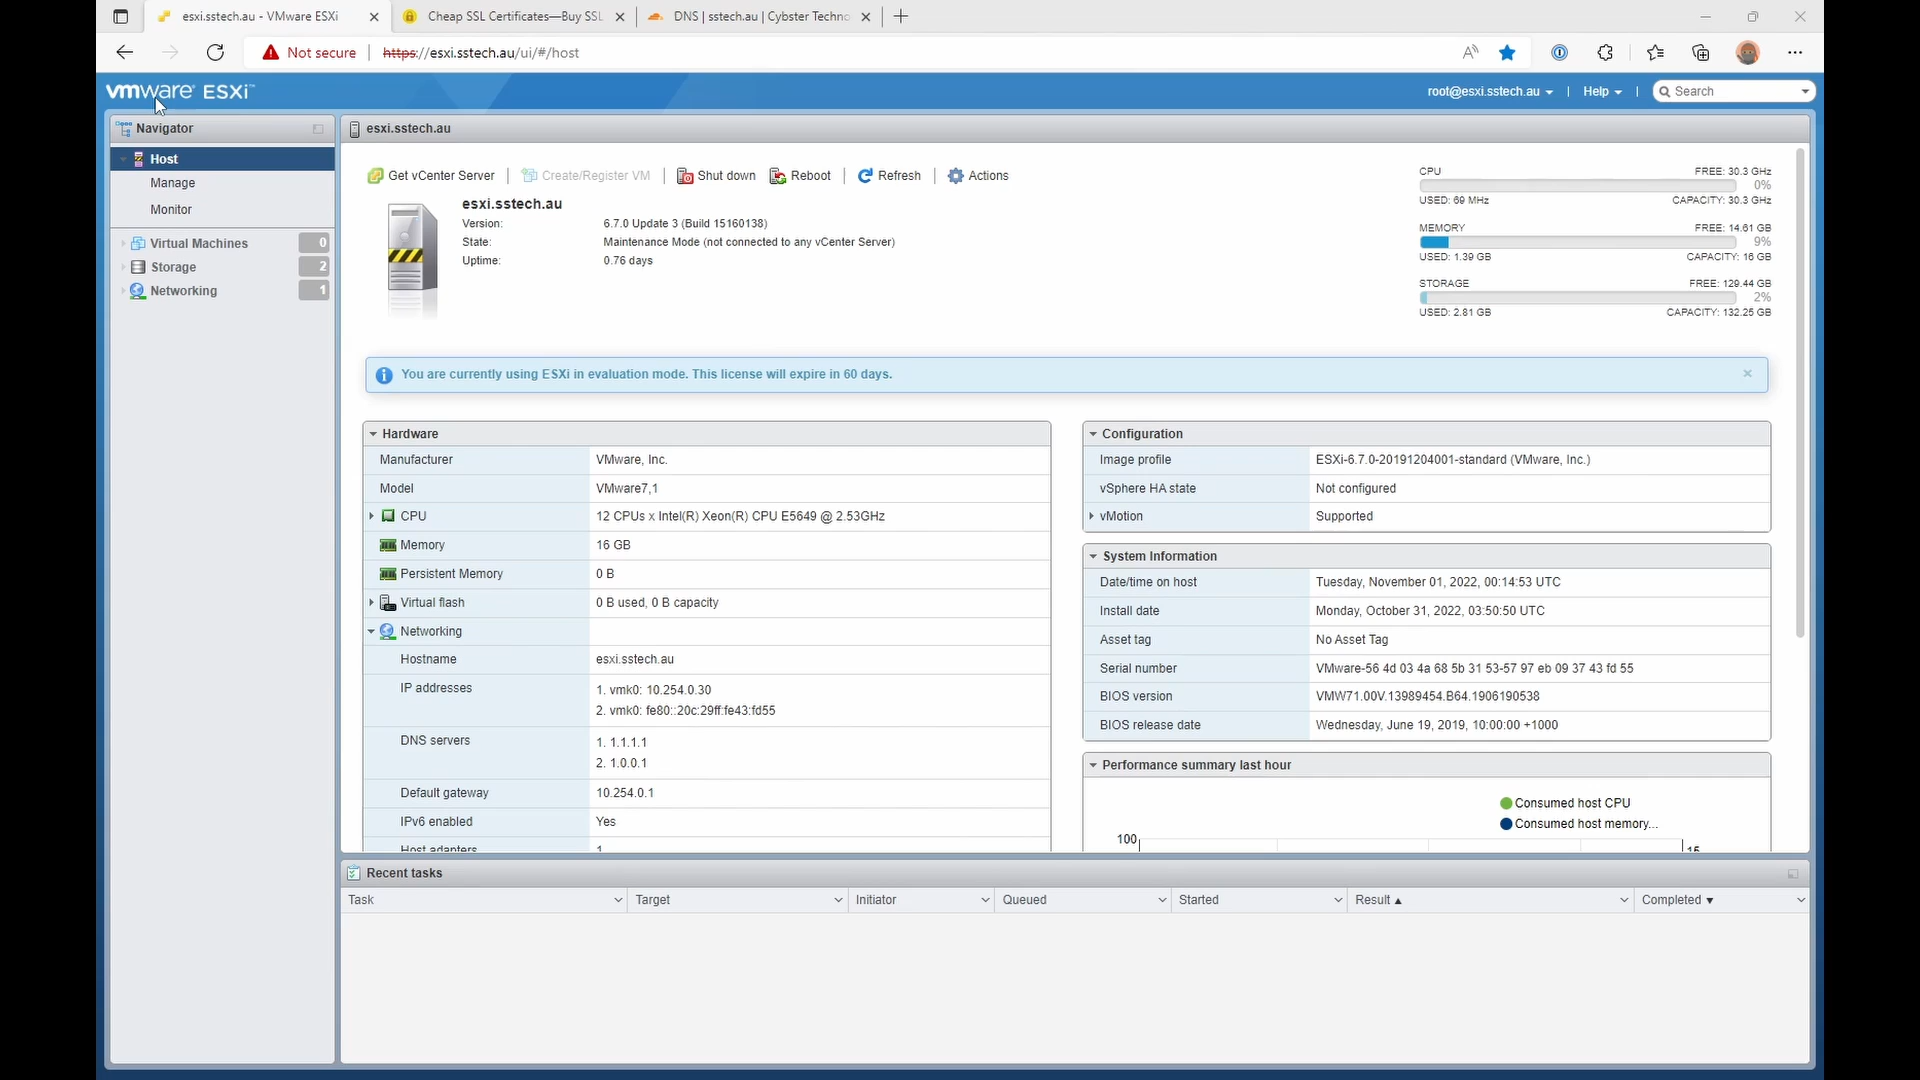 esxi.sstech.au - VMware ESXi
Cheap SSL Certificates—Buy SSL
DNS | sstech.au | Cybster Techno
Not secure
https://esxi.sstech.au/ui/#/host
vmware ESXi™
root@esxi.sstech.au
Help
Search
Navigator
Host
Manage
Monitor
Virtual Machines 0
Storage 2
Networking 1
esxi.sstech.au
Get vCenter Server
Create/Register VM
Shut down
Reboot
Refresh
Actions
esxi.sstech.au
Version: 6.7.0 Update 3 (Build 15160138)
State: Maintenance Mode (not connected to any vCenter Server)
Uptime: 0.76 days
CPU FREE: 30.3 GHz
0%
USED: 69 MHz CAPACITY: 30.3 GHz
MEMORY FREE: 14.61 GB
9%
USED: 1.39 GB CAPACITY: 16 GB
STORAGE FREE: 129.44 GB
2%
USED: 2.81 GB CAPACITY: 132.25 GB
You are currently using ESXi in evaluation mode. This license will expire in 60 days.
Hardware
Manufacturer VMware, Inc.
Model VMware7,1
CPU 12 CPUs x Intel(R) Xeon(R) CPU E5649 @ 2.53GHz
Memory 16 GB
Persistent Memory 0 B
Virtual flash 0 B used, 0 B capacity
Networking
Hostname esxi.sstech.au
IP addresses 1. vmk0: 10.254.0.30
2. vmk0: fe80::20c:29ff:fe43:fd55
DNS servers 1. 1.1.1.1
2. 1.0.0.1
Default gateway 10.254.0.1
IPv6 enabled Yes
Host adapters 1
Configuration
Image profile ESXi-6.7.0-20191204001-standard (VMware, Inc.)
vSphere HA state Not configured
vMotion Supported
System Information
Date/time on host Tuesday, November 01, 2022, 00:14:53 UTC
Install date Monday, October 31, 2022, 03:50:50 UTC
Asset tag No Asset Tag
Serial number VMware-56 4d 03 4a 68 5b 31 53-57 97 eb 09 37 43 fd 55
BIOS version VMW71.00V.13989454.B64.1906190538
BIOS release date Wednesday, June 19, 2019, 10:00:00 +1000
Performance summary last hour
Consumed host CPU
Consumed host memory...
100
15
Recent tasks
Task Target Initiator Queued Started Result Completed